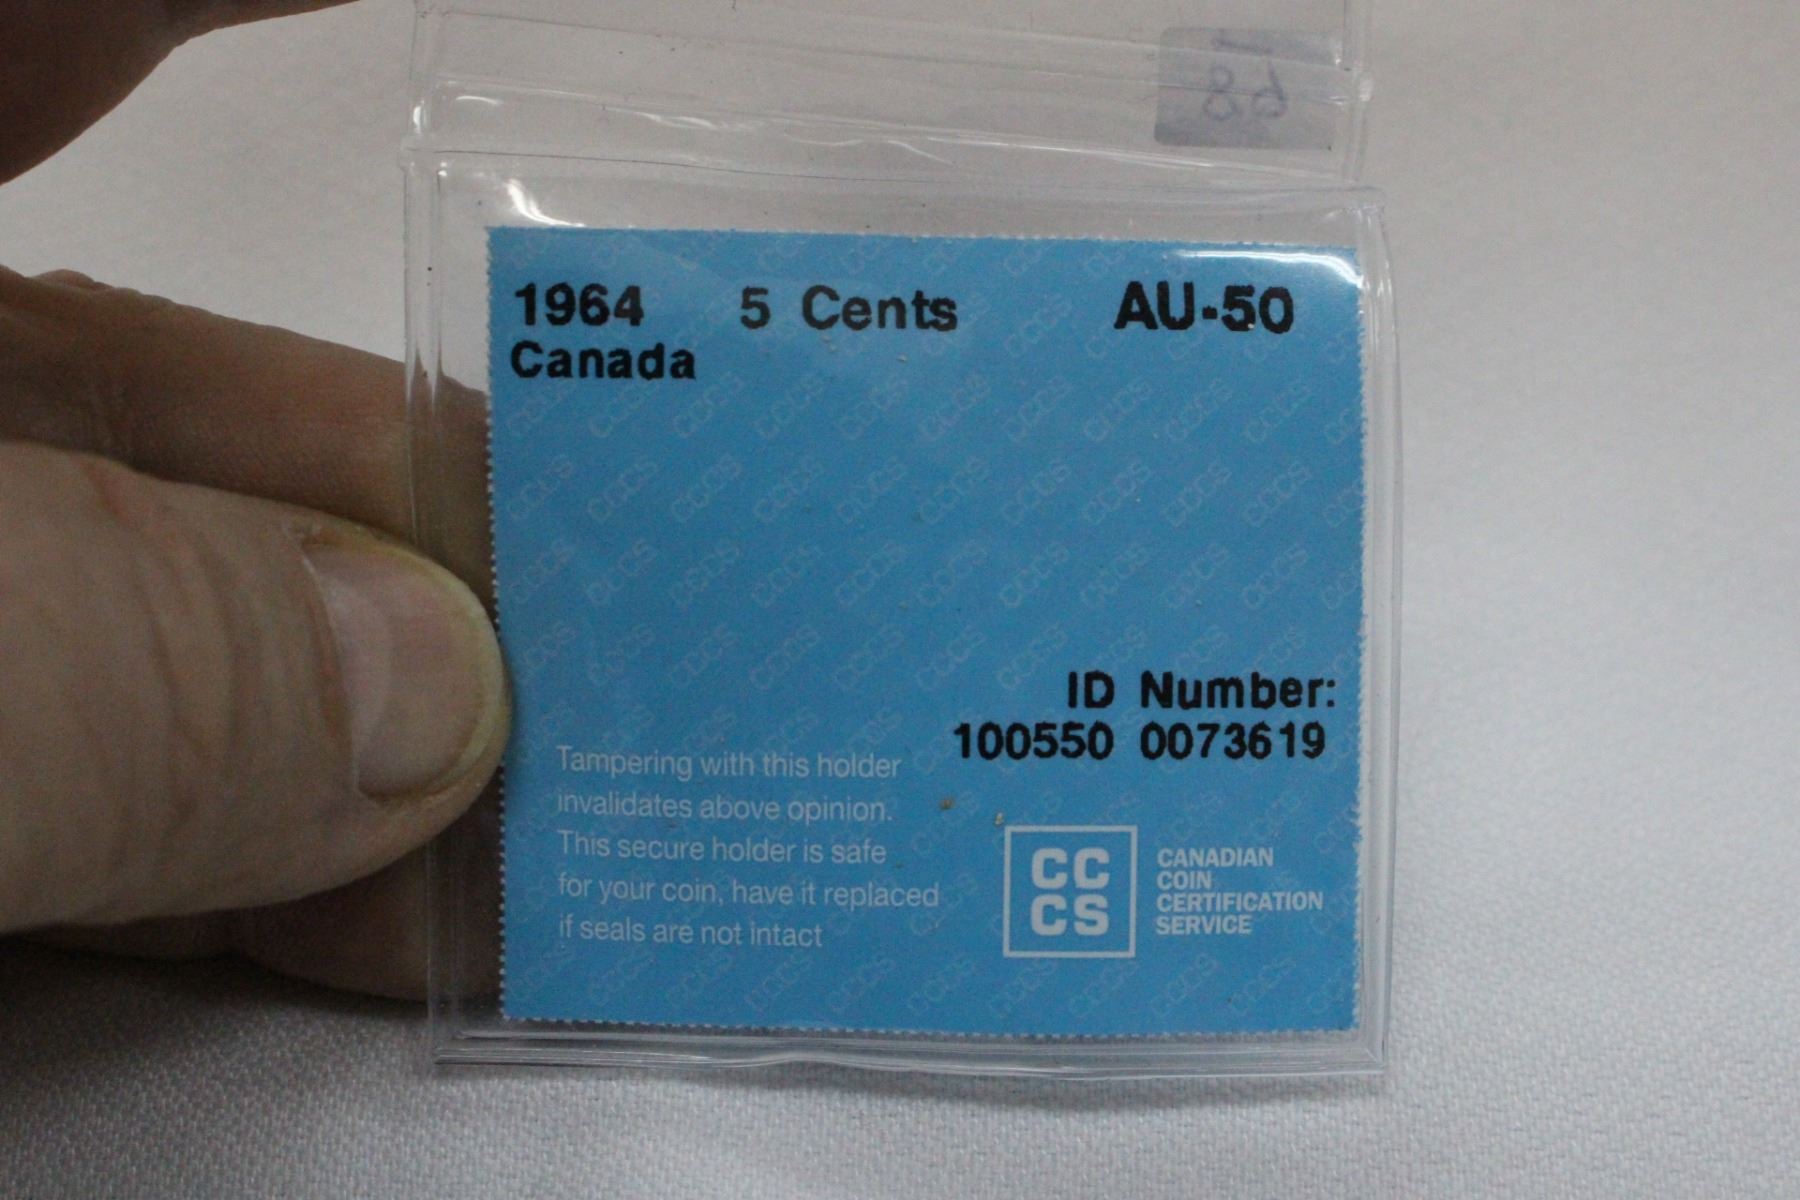 68
1964 5 Cents AU-50
Canada
ID Number:
100550 0073619
Tampering with this holder
invalidates above opinion.
This secure holder is safe
for your coin, have it replaced
if seals are not intact
CC
CS
CANADIAN
COIN
CERTIFICATION
SERVICE